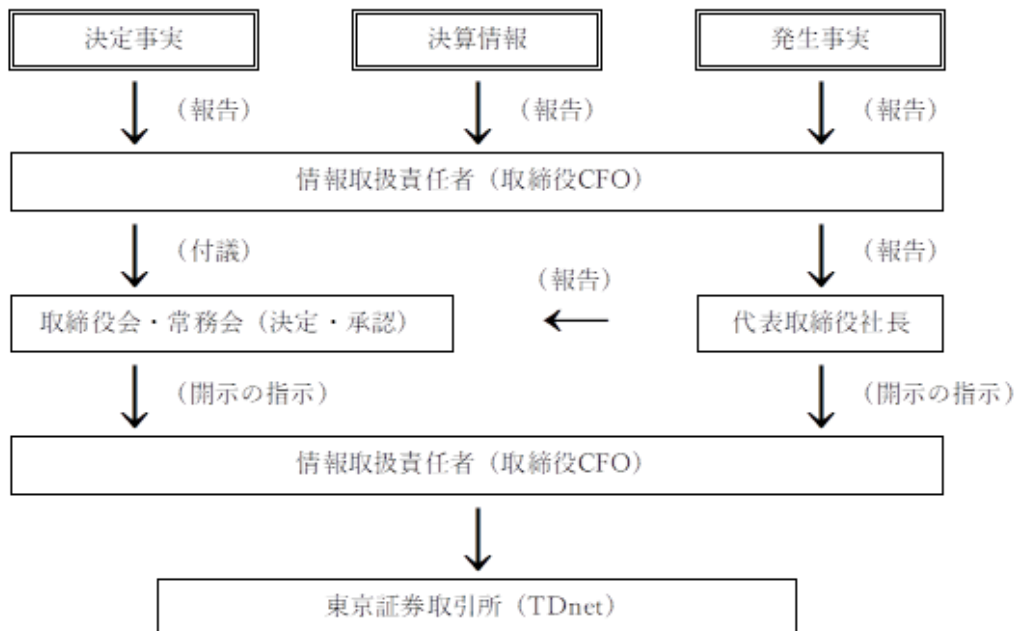 決定事実
決算情報
発生事実
（報告）
（報告）
（報告）
情報取扱責任者（取締役CFO）
（付議）
（報告）
（報告）
取締役会・常務会（決定・承認）
代表取締役社長
（開示の指示）
（開示の指示）
情報取扱責任者（取締役CFO）
東京証券取引所（TDnet）